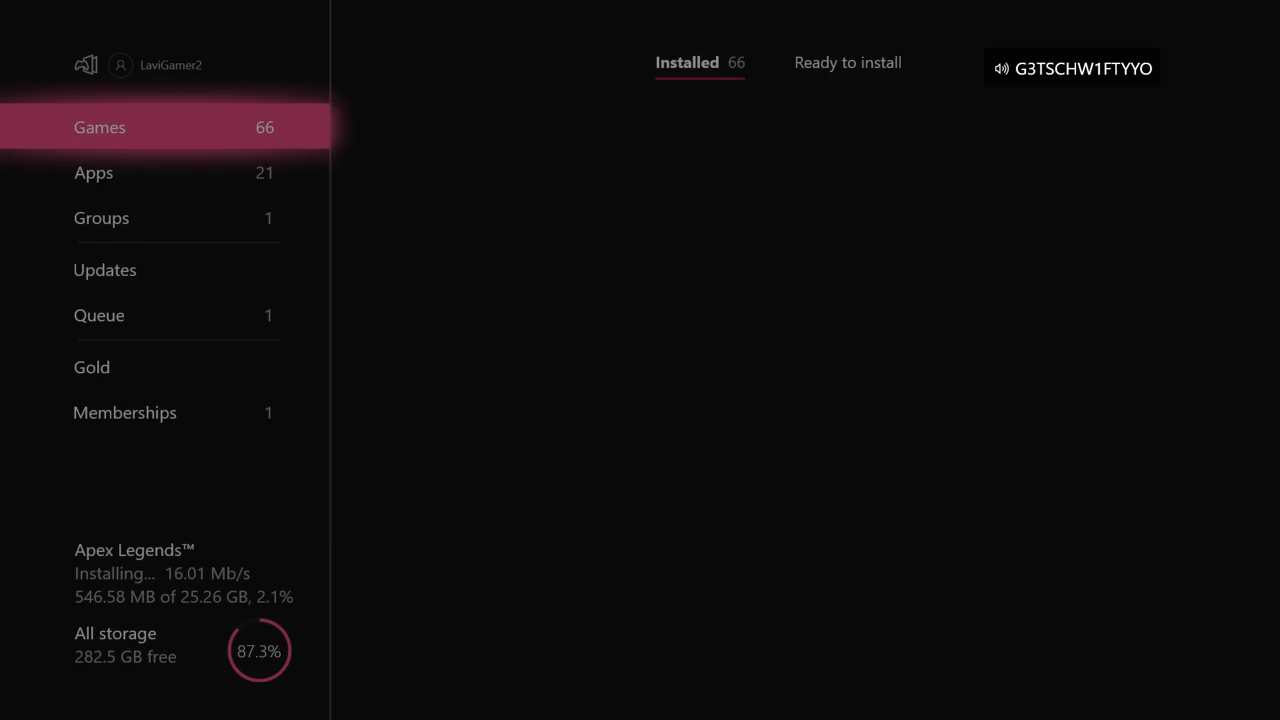 LaviGamer2
Installed 66
Ready to install
G3TSCHW1FTYYO
Games 66
Apps 21
Groups 1
Updates
Queue 1
Gold
Memberships 1
Apex Legends™
Installing... 16.01 Mb/s
546.58 MB of 25.26 GB, 2.1%
All storage
282.5 GB free
87.3%